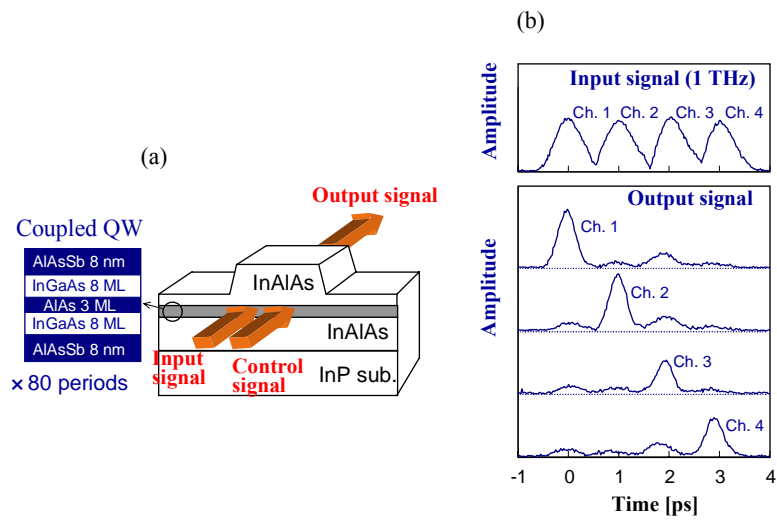 (a)
Coupled QW
AlAsSb 8 nm
InGaAs 8 ML
AlAs 3 ML
InGaAs 8 ML
AlAsSb 8 nm
× 80 periods
Output signal
InAlAs
InAlAs
Input
signal
Control
signal
InP sub.
(b)
Input signal (1 THz)
Amplitude
Ch. 1 Ch. 2 Ch. 3 Ch. 4
Output signal
Amplitude
Ch. 1
Ch. 2
Ch. 3
Ch. 4
-1 0 1 2 3 4
Time [ps]